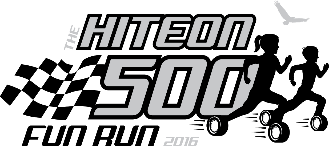 THE HITEON
500
FUN RUN 2016